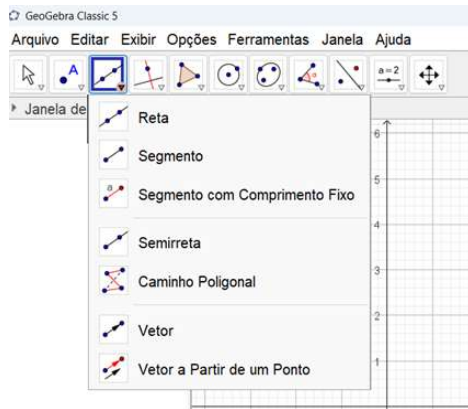 GeoGebra Classic 5
Arquivo Editar Exibir Opções Ferramentas Janela Ajuda
A
a=2
Janela de
Reta
Segmento
a
Segmento com Comprimento Fixo
Semirreta
Caminho Poligonal
Vetor
Vetor a Partir de um Ponto
6
5
4
3
2
1